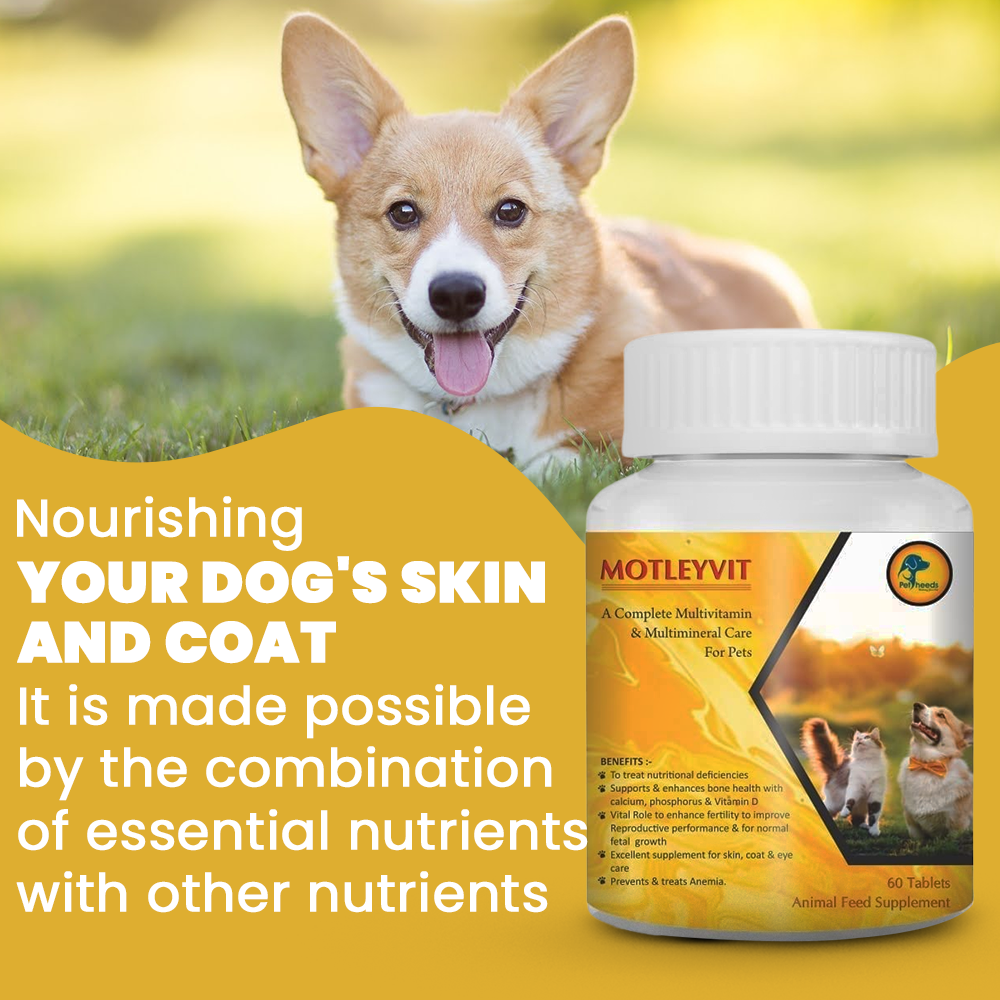 Nourishing
YOUR DOG'S SKIN
AND COAT
It is made possible
by the combination
of essential nutrients
with other nutrients
MOTLEYVIT
A Complete Multivitamin
& Multimineral Care
For Pets
Pet heeds
BENEFITS :-
To treat nutritional deficiencies
Supports & enhances bone health with
calcium, phosphorus & Vitamin D
Vital Role to enhance fertility to improve
Reproductive performance & for normal
fetal growth
Excellent supplement for skin, coat & eye
care
Prevents & treats Anemia.
60 Tablets
Animal Feed Supplement